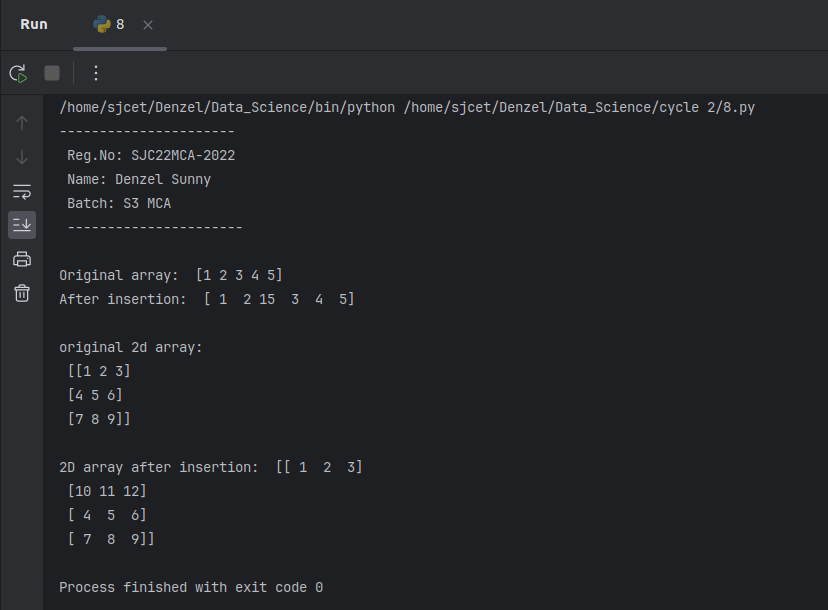 Run 8
/home/sjcet/Denzel/Data_Science/bin/python /home/sjcet/Denzel/Data_Science/cycle 2/8.py
----------------------
 Reg.No: SJC22MCA-2022
 Name: Denzel Sunny
 Batch: S3 MCA
 ----------------------
Original array:  [1 2 3 4 5]
After insertion:  [ 1  2 15  3  4  5]
original 2d array:
 [[1 2 3]
 [4 5 6]
 [7 8 9]]
2D array after insertion:  [[ 1  2  3]
 [10 11 12]
 [ 4  5  6]
 [ 7  8  9]]
Process finished with exit code 0